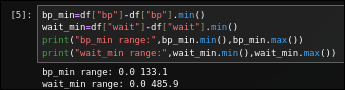 [5]: bp_min=df["bp"]-df["bp"].min()
wait_min=df["wait"]-df["wait"].min()
print("bp_min range:",bp_min.min(),bp_min.max())
print("wait_min range:",wait_min.min(),wait_min.max())
bp_min range: 0.0 133.1
wait_min range: 0.0 485.9